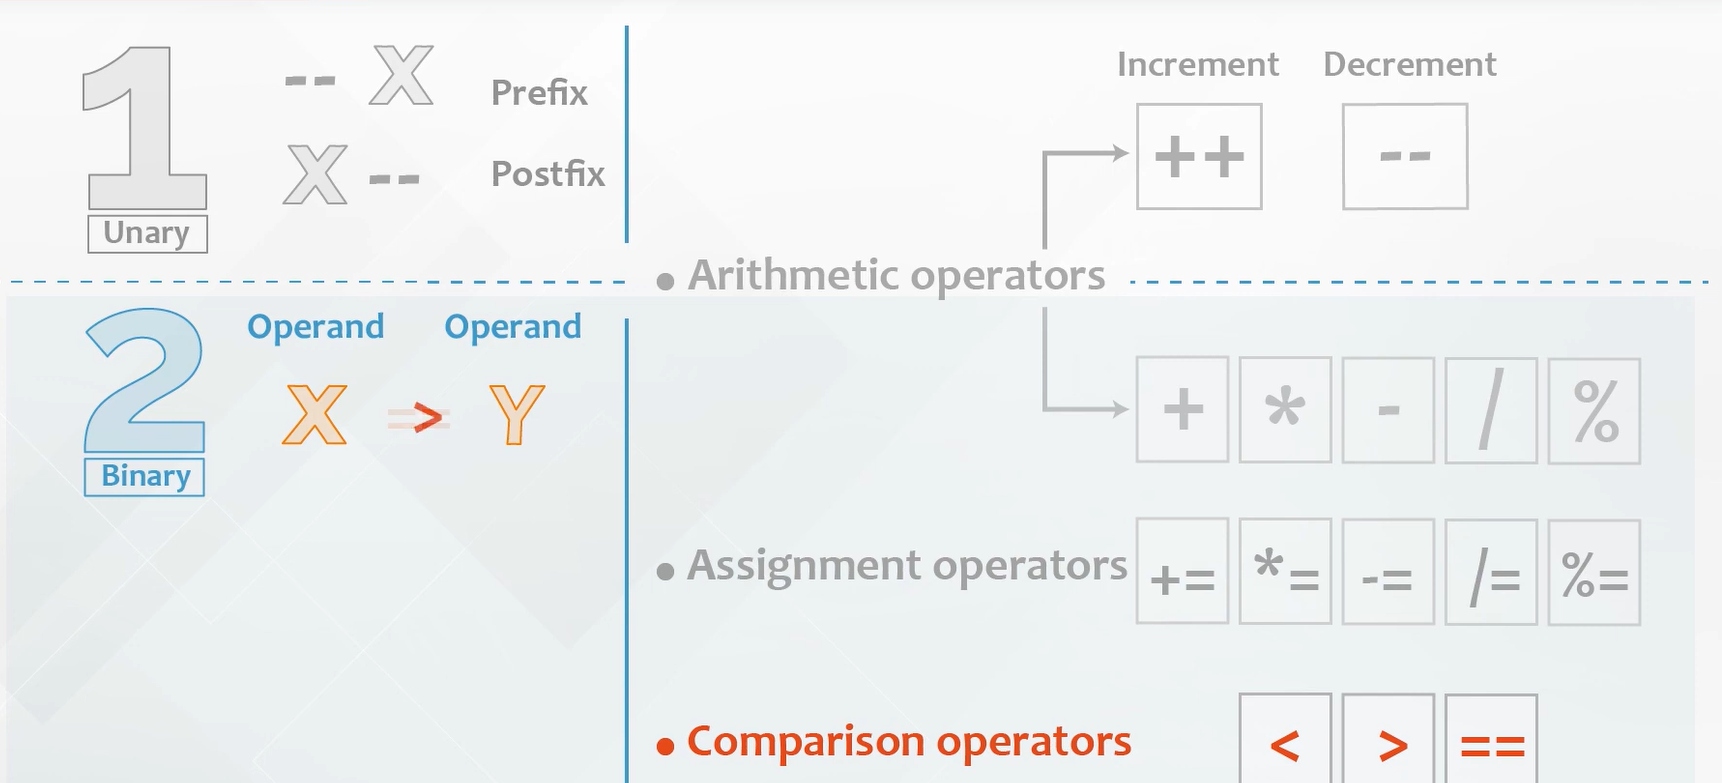 1
Unary
-- X Prefix
X -- Postfix
Increment Decrement
++ --
• Arithmetic operators
2
Binary
Operand Operand
X > Y
+ * - / %
• Assignment operators += *= -= /= %=
• Comparison operators < > ==